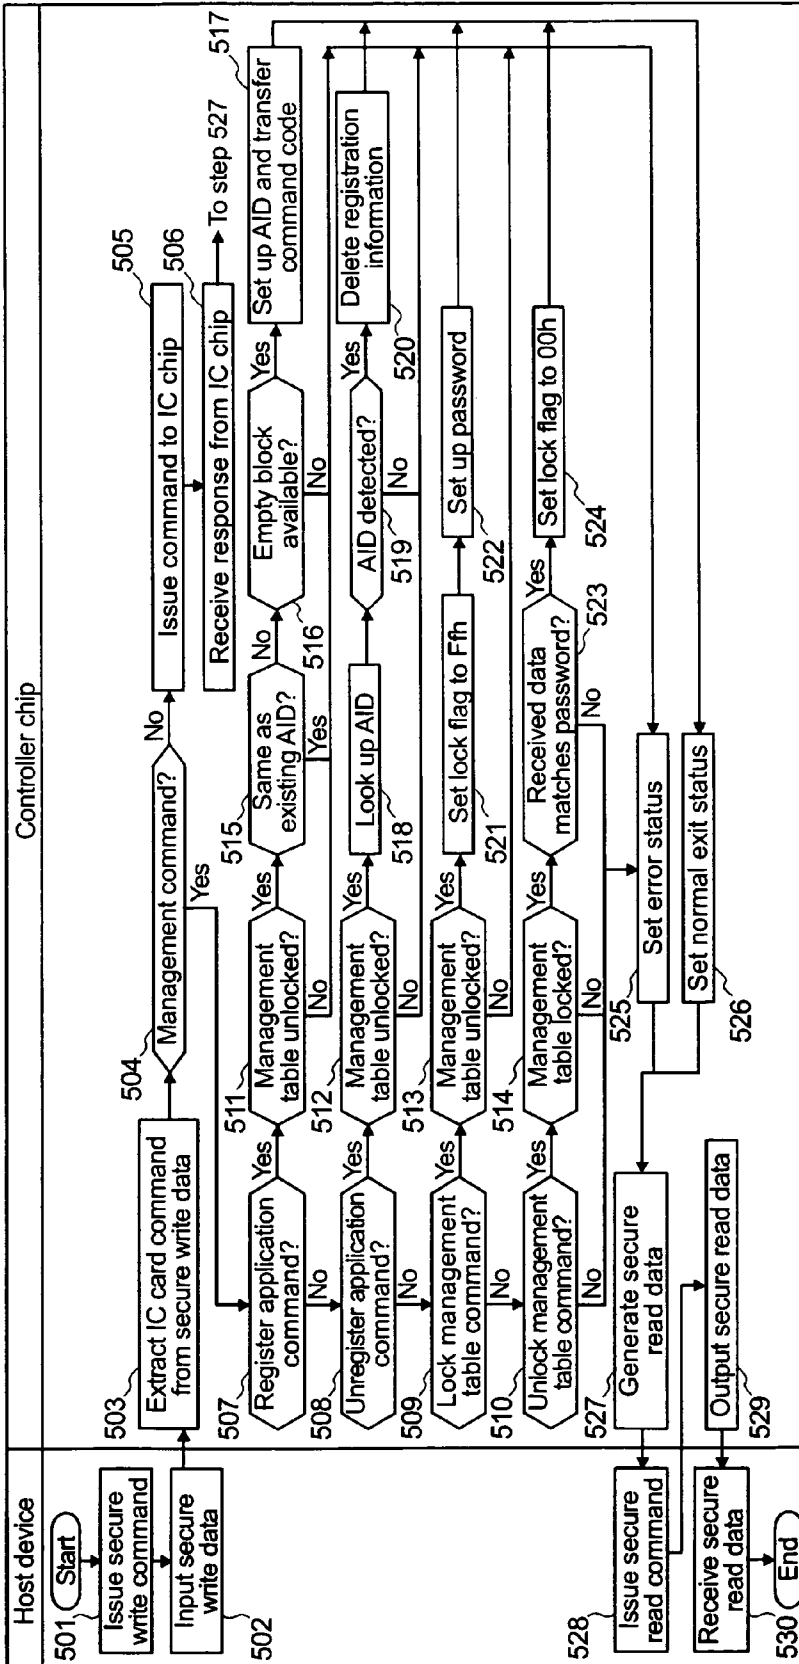 Host device
Controller chip
Start
501
Issue secure
write command
Input secure
write data
502
503
Extract IC card command
from secure write data
504
Management command?
No
Yes
505
Issue command to IC chip
506
Receive response from IC chip
To step 527
507
Register application
command?
Yes
No
511
Management
table unlocked?
Yes
No
515
Same as
existing AID?
No
Yes
516
Empty block
available?
Yes
No
517
Set up AID and transfer
command code
508
Unregister application
command?
Yes
No
512
Management
table unlocked?
Yes
No
Look up AID
518
AID detected?
519
Yes
No
Delete registration
information
520
509
Lock management
table command?
Yes
No
513
Management
table unlocked?
Yes
No
Set lock flag to Ffh
521
Set up password
522
510
Unlock management
table command?
Yes
No
514
Management
table locked?
Yes
No
Received data
matches password?
523
Yes
No
Set lock flag to 00h
524
525
Set error status
Set normal exit status
526
527
Generate secure
read data
528
Issue secure
read command
Output secure read data
529
Receive secure
read data
530
End